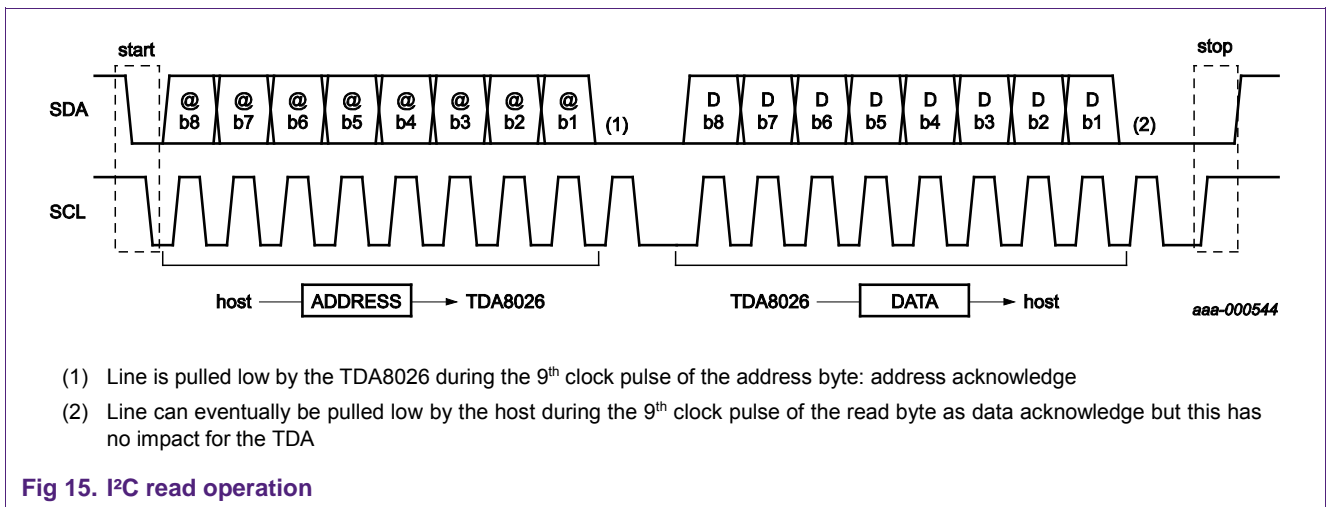 start
stop
SDA
@ @ @ @ @ @ @ @
b8 b7 b6 b5 b4 b3 b2 b1
(1)
D D D D D D D D
b8 b7 b6 b5 b4 b3 b2 b1
(2)
SCL
host ADDRESS TDA8026
TDA8026 DATA host
aaa-000544
(1) Line is pulled low by the TDA8026 during the 9th clock pulse of the address byte: address acknowledge
(2) Line can eventually be pulled low by the host during the 9th clock pulse of the read byte as data acknowledge but this has
no impact for the TDA
Fig 15. I²C read operation